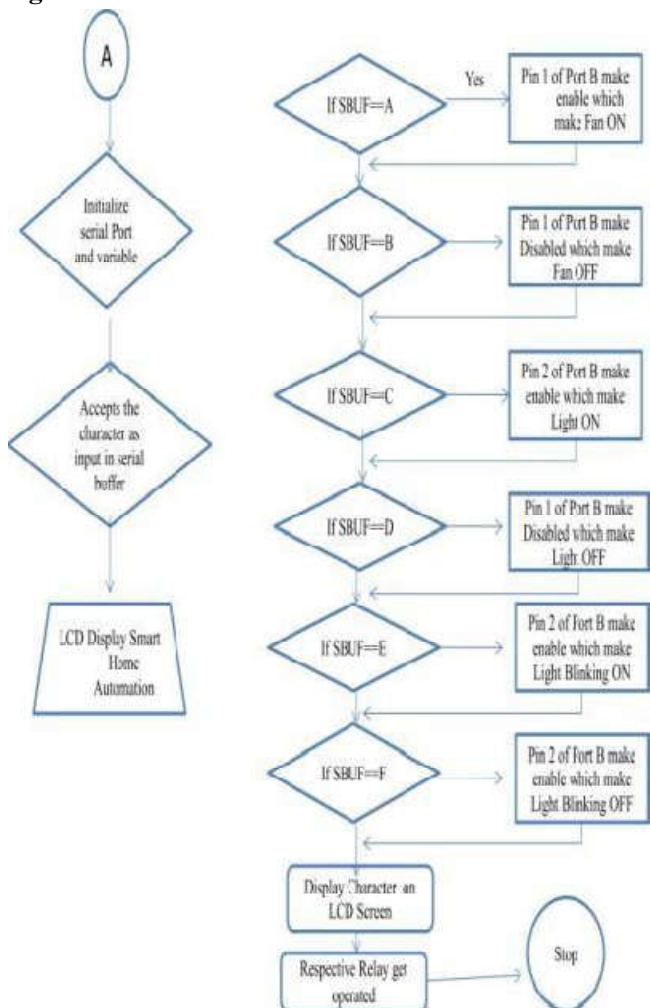 A
Initialize
serial Port
and variable
Accepts the
character as
input in serial
buffer
LCD Display Smart
Home
Automation
If SBUF==A
Yes
Pin 1 of Port B make
enable which
make Fan ON
If SBUF==B
Pin 1 of Port B make
Disabled which make
Fan OFF
If SBUF==C
Pin 2 of Port B make
enable which make
Light ON
If SBUF==D
Pin 1 of Port B make
Disabled which make
Light OFF
If SBUF==E
Pin 2 of Port B make
enable which make
Light Blinking ON
If SBUF==F
Pin 2 of Port B make
enable which make
Light Blinking OFF
Display Character an
LCD Screen
Respective Relay get
operated
Stop